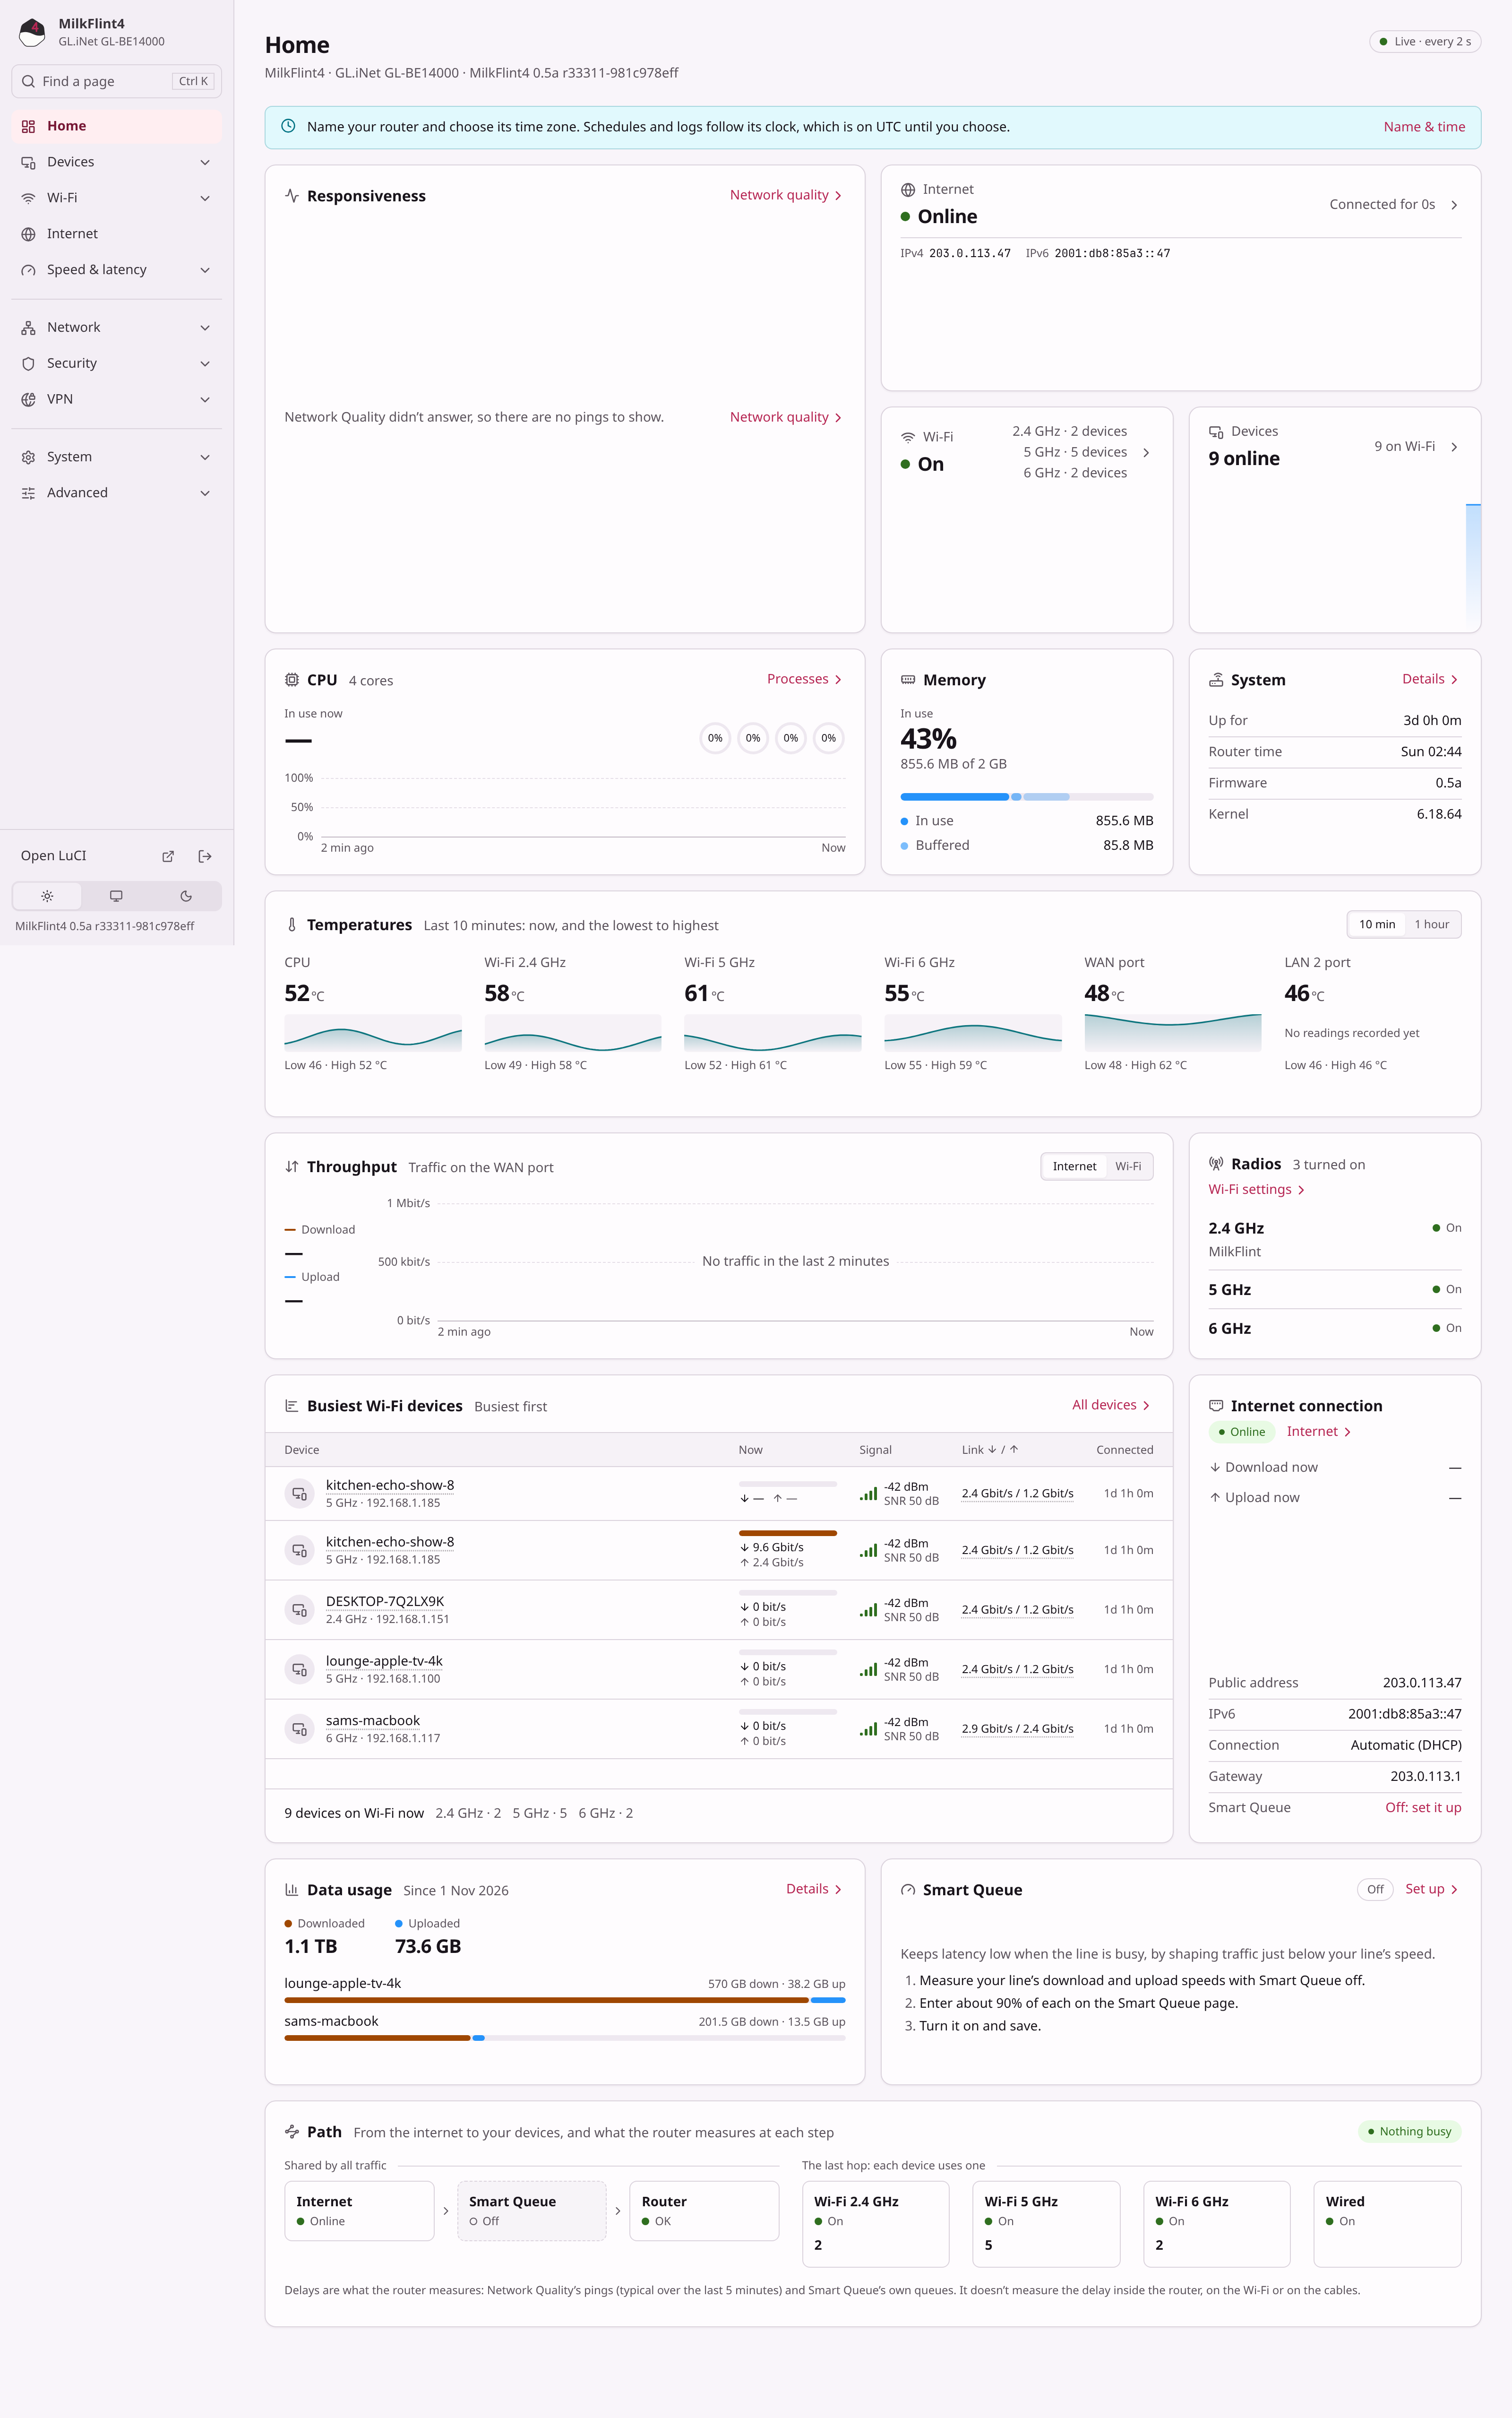 MilkFlint4
GL.iNet GL-BE14000
Find a page
Ctrl K
Home
Devices
Wi-Fi
Internet
Speed & latency
Network
Security
VPN
System
Advanced
Open LuCI
MilkFlint4 0.5a r33311-981c978eff
Home
Live · every 2 s
MilkFlint4 · GL.iNet GL-BE14000 · MilkFlint4 0.5a r33311-981c978eff
Name your router and choose its time zone. Schedules and logs follow its clock, which is on UTC until you choose.
Name & time
Responsiveness
Network quality
Network Quality didn’t answer, so there are no pings to show.
Network quality
Internet
Online
Connected for 0s
IPv4 203.0.113.47 IPv6 2001:db8:85a3::47
Wi-Fi
On
2.4 GHz · 2 devices
5 GHz · 5 devices
6 GHz · 2 devices
Devices
9 online
9 on Wi-Fi
CPU 4 cores
Processes
In use now
—
0% 0% 0% 0%
100%
50%
0%
2 min ago
Now
Memory
In use
43%
855.6 MB of 2 GB
In use 855.6 MB
Buffered 85.8 MB
System
Details
Up for 3d 0h 0m
Router time Sun 02:44
Firmware 0.5a
Kernel 6.18.64
Temperatures Last 10 minutes: now, and the lowest to highest
10 min 1 hour
CPU
52 °C
Low 46 · High 52 °C
Wi-Fi 2.4 GHz
58 °C
Low 49 · High 58 °C
Wi-Fi 5 GHz
61 °C
Low 52 · High 61 °C
Wi-Fi 6 GHz
55 °C
Low 55 · High 59 °C
WAN port
48 °C
Low 48 · High 62 °C
LAN 2 port
46 °C
No readings recorded yet
Low 46 · High 46 °C
Throughput Traffic on the WAN port
Internet Wi-Fi
Download
—
Upload
—
1 Mbit/s
500 kbit/s
0 bit/s
No traffic in the last 2 minutes
2 min ago
Now
Radios 3 turned on
Wi-Fi settings
2.4 GHz On
MilkFlint
5 GHz On
6 GHz On
Busiest Wi-Fi devices Busiest first
All devices
Device Now Signal Link ↓ / ↑ Connected
kitchen-echo-show-8
5 GHz · 192.168.1.185
↓ — ↑ —
-42 dBm
SNR 50 dB
2.4 Gbit/s / 1.2 Gbit/s
1d 1h 0m
kitchen-echo-show-8
5 GHz · 192.168.1.185
↓ 9.6 Gbit/s
↑ 2.4 Gbit/s
-42 dBm
SNR 50 dB
2.4 Gbit/s / 1.2 Gbit/s
1d 1h 0m
DESKTOP-7Q2LX9K
2.4 GHz · 192.168.1.151
↓ 0 bit/s
↑ 0 bit/s
-42 dBm
SNR 50 dB
2.4 Gbit/s / 1.2 Gbit/s
1d 1h 0m
lounge-apple-tv-4k
5 GHz · 192.168.1.100
↓ 0 bit/s
↑ 0 bit/s
-42 dBm
SNR 50 dB
2.4 Gbit/s / 1.2 Gbit/s
1d 1h 0m
sams-macbook
6 GHz · 192.168.1.117
↓ 0 bit/s
↑ 0 bit/s
-42 dBm
SNR 50 dB
2.9 Gbit/s / 2.4 Gbit/s
1d 1h 0m
9 devices on Wi-Fi now 2.4 GHz · 2 5 GHz · 5 6 GHz · 2
Internet connection
Online
Internet
↓ Download now —
↑ Upload now —
Public address 203.0.113.47
IPv6 2001:db8:85a3::47
Connection Automatic (DHCP)
Gateway 203.0.113.1
Smart Queue Off: set it up
Data usage Since 1 Nov 2026
Details
Downloaded
1.1 TB
Uploaded
73.6 GB
lounge-apple-tv-4k 570 GB down · 38.2 GB up
sams-macbook 201.5 GB down · 13.5 GB up
Smart Queue
Off
Set up
Keeps latency low when the line is busy, by shaping traffic just below your line’s speed.
1. Measure your line’s download and upload speeds with Smart Queue off.
2. Enter about 90% of each on the Smart Queue page.
3. Turn it on and save.
Path From the internet to your devices, and what the router measures at each step
Nothing busy
Shared by all traffic
Internet
Online
Smart Queue
Off
Router
OK
The last hop: each device uses one
Wi-Fi 2.4 GHz
On
2
Wi-Fi 5 GHz
On
5
Wi-Fi 6 GHz
On
2
Wired
On
Delays are what the router measures: Network Quality’s pings (typical over the last 5 minutes) and Smart Queue’s own queues. It doesn’t measure the delay inside the router, on the Wi-Fi or on the cables.